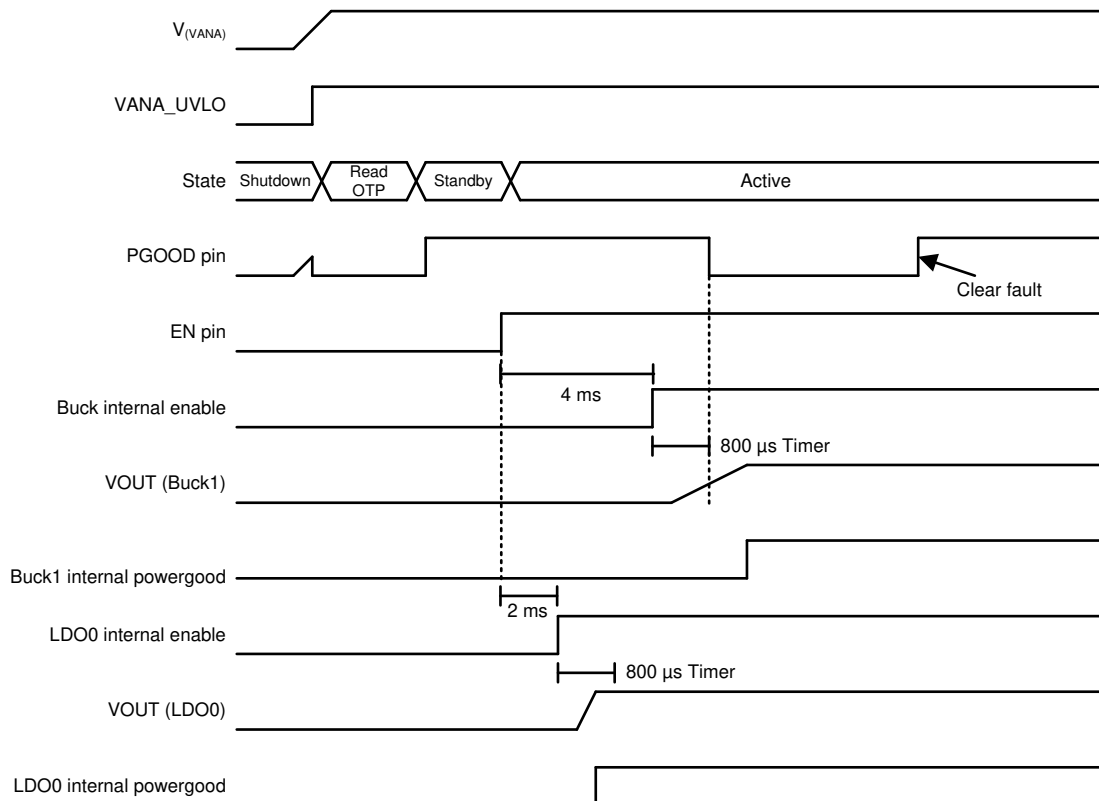 V(VANA)
VANA_UVLO
State
Shutdown
Read
OTP
Standby
Active
PGOOD pin
Clear fault
EN pin
4 ms
Buck internal enable
800 µs Timer
VOUT (Buck1)
Buck1 internal powergood
2 ms
LDO0 internal enable
800 µs Timer
VOUT (LDO0)
LDO0 internal powergood